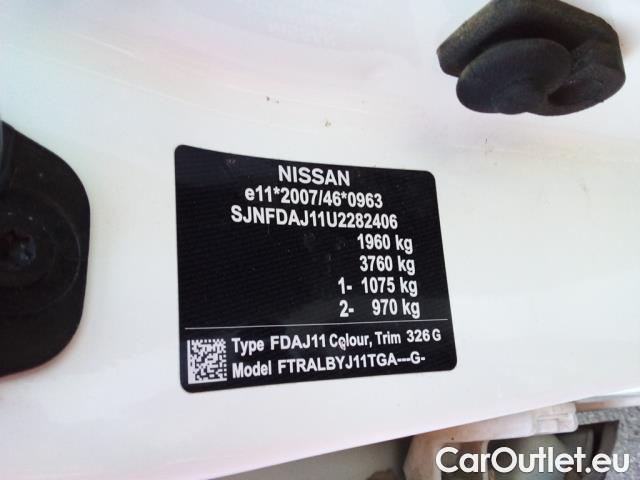 NISSAN
e11*2007/46*0963
SJNFDAJ11U2282406
1960 kg
3760 kg
1- 1075 kg
2- 970 kg
Type FDAJ11 Colour, Trim 326 G
Model FTRALBYJ11TGA---G-
CarOutlet.eu